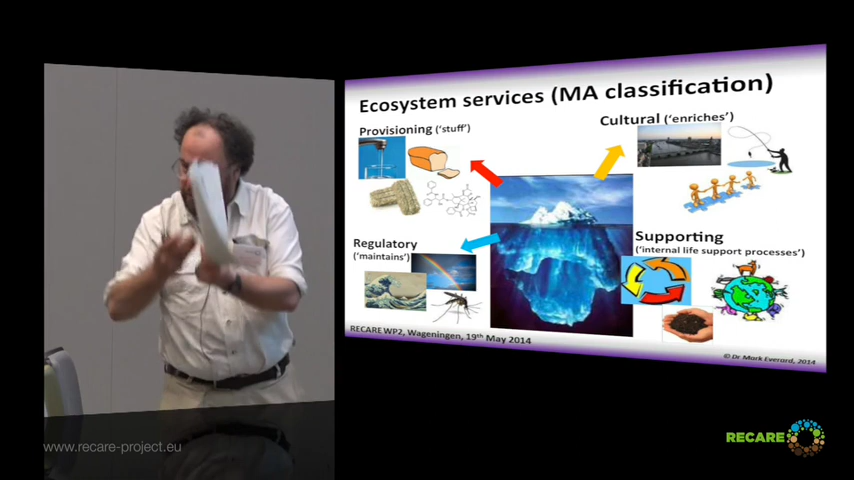 Ecosystem services (MA classification)
Provisioning ('stuff')
Cultural ('enriches')
Regulatory
('maintains')
Supporting
('internal life support processes')
RECARE WP2, Wageningen, 19th May 2014
© Dr Mark Everard, 2014
www.recare-project.eu
RECARE